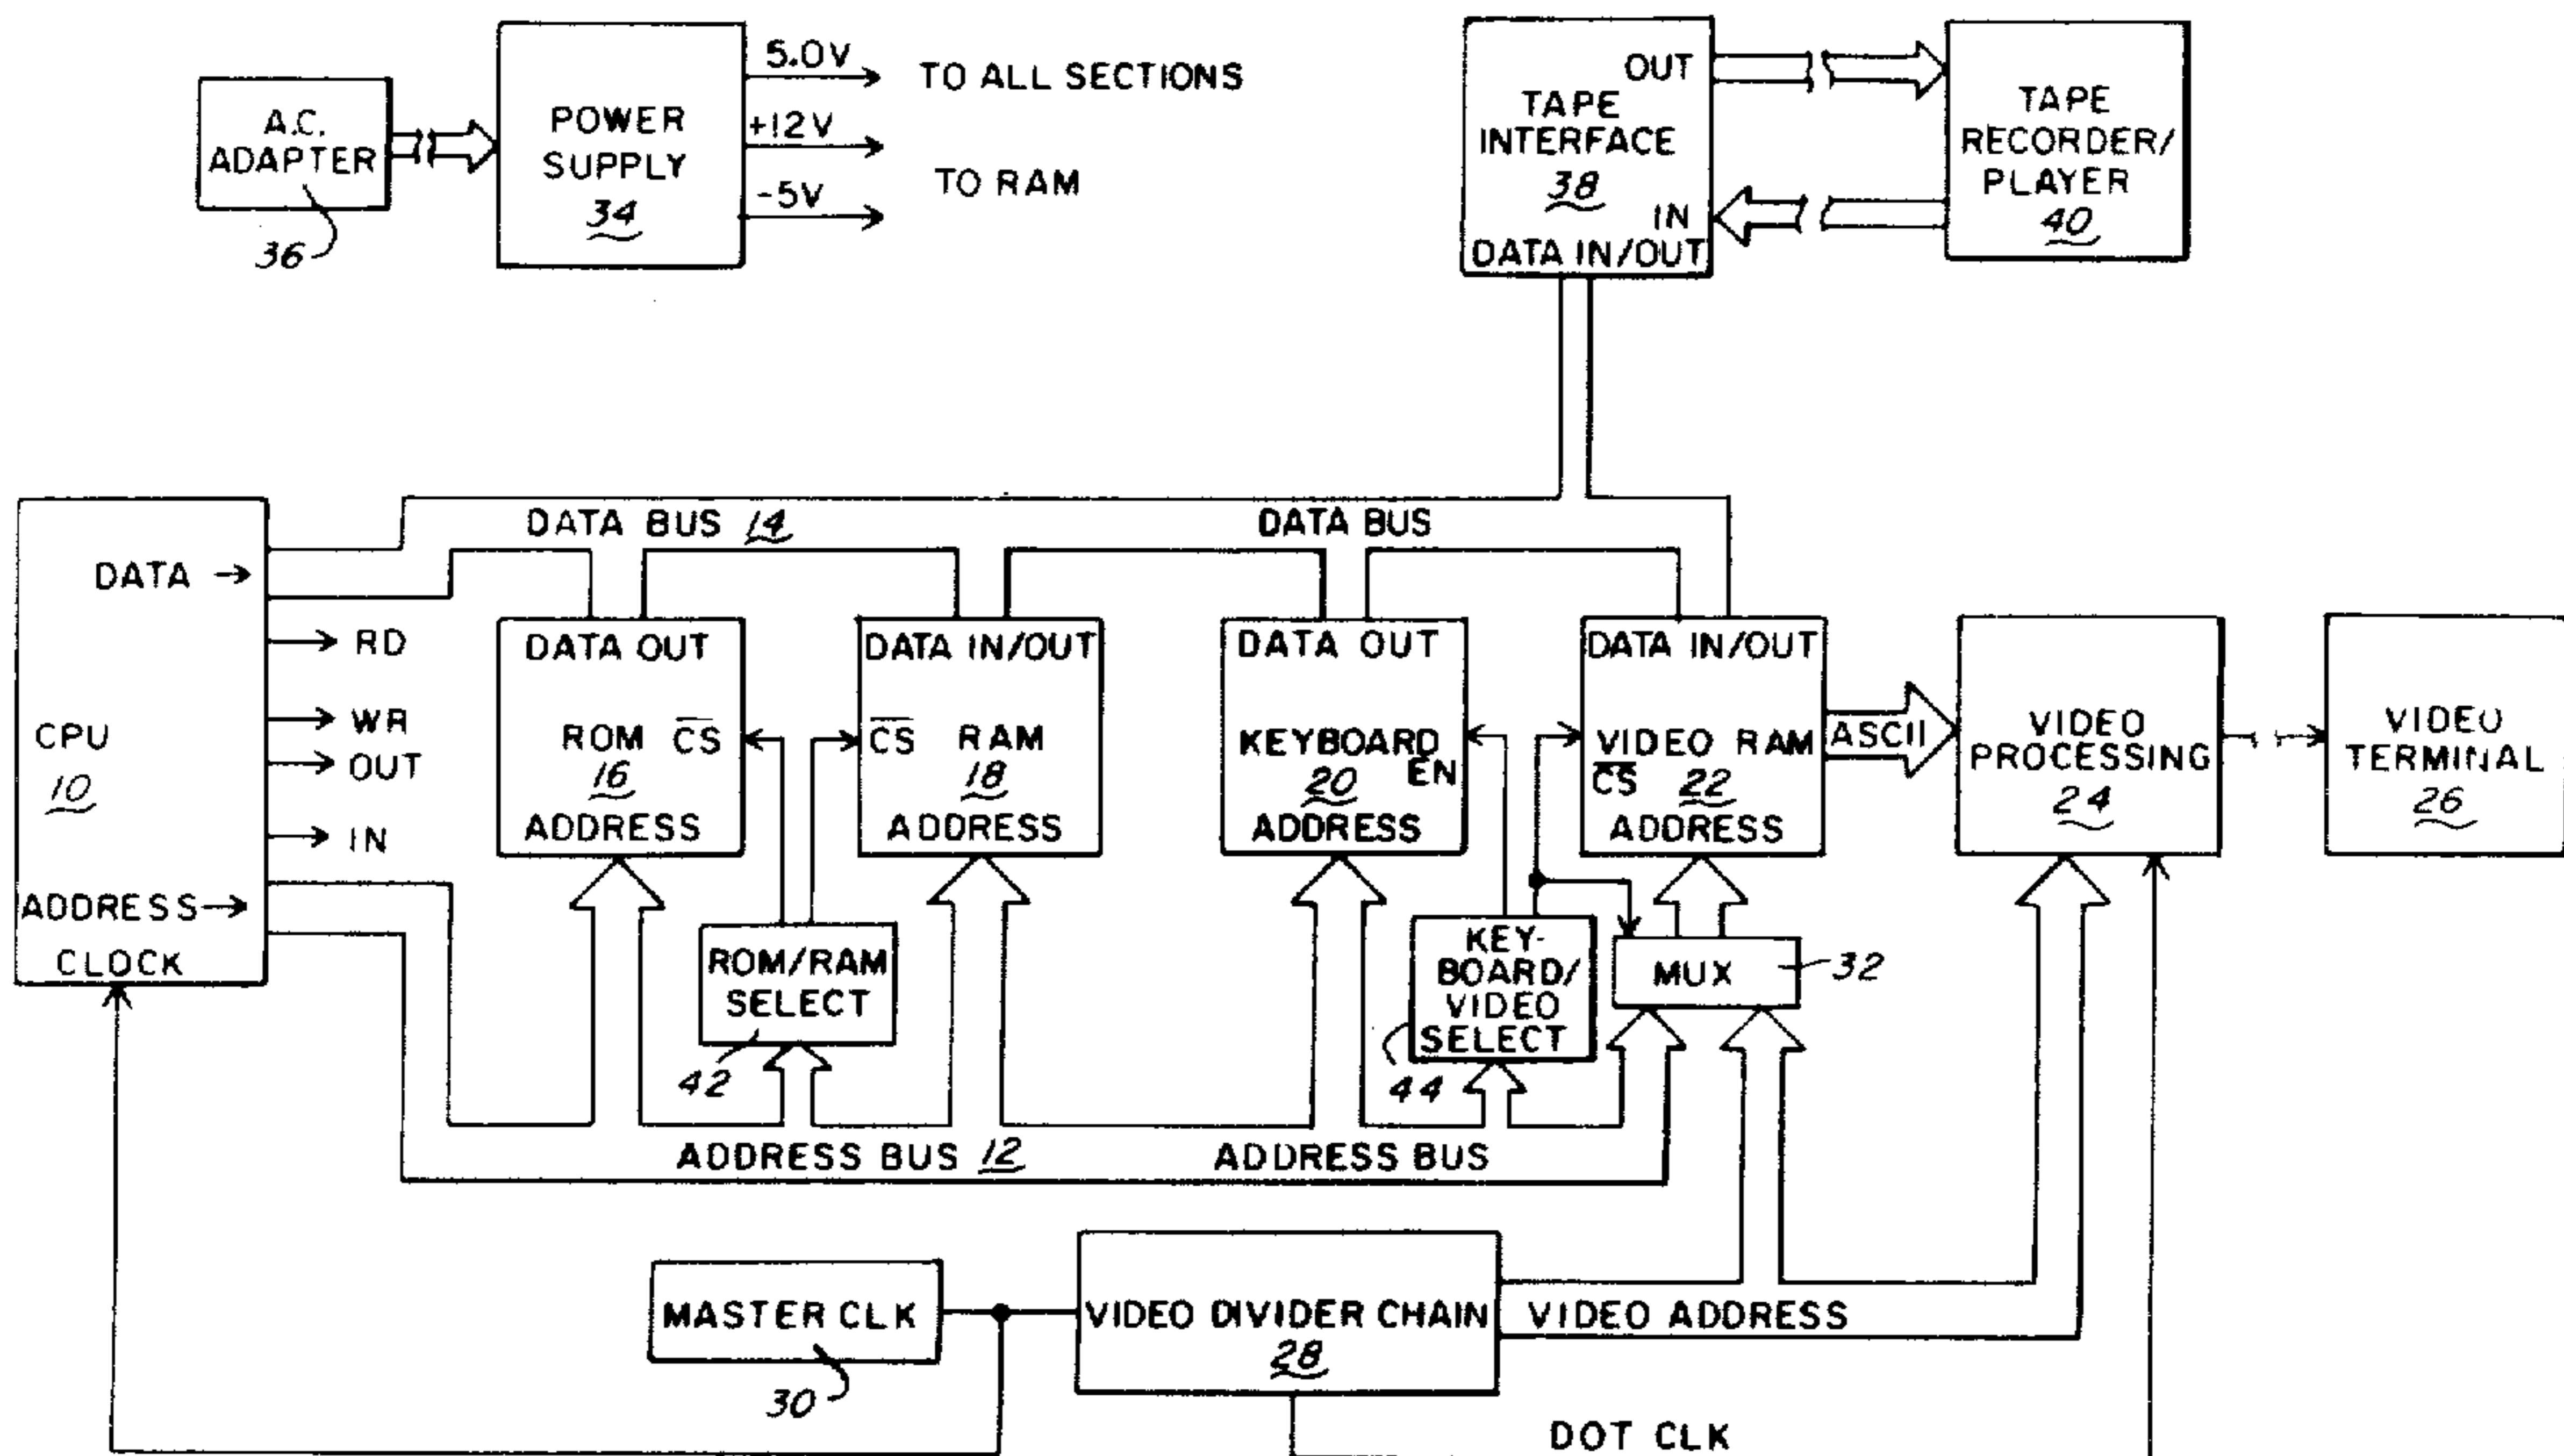 A.C.
ADAPTER
36
POWER
SUPPLY
34
5.0V
TO ALL SECTIONS
+12V
TO RAM
-5V
OUT
TAPE
INTERFACE
38
IN
DATA IN/OUT
TAPE
RECORDER/
PLAYER
40
DATA BUS 14
DATA BUS
DATA →
RD
WR
CPU
10
OUT
IN
ADDRESS→
CLOCK
DATA OUT
ROM C̅S̅
16
ADDRESS
ROM/RAM
SELECT
42
DATA IN/OUT
C̅S̅ RAM
18
ADDRESS
DATA OUT
KEYBOARD
20 EN
ADDRESS
KEY-
BOARD/
VIDEO
SELECT
44
DATA IN/OUT
VIDEO RAM
C̅S̅ 22
ADDRESS
MUX
32
ASCII
VIDEO
PROCESSING
24
VIDEO
TERMINAL
26
ADDRESS BUS 12
ADDRESS BUS
MASTER CLK
30
VIDEO DIVIDER CHAIN
28
VIDEO ADDRESS
DOT CLK